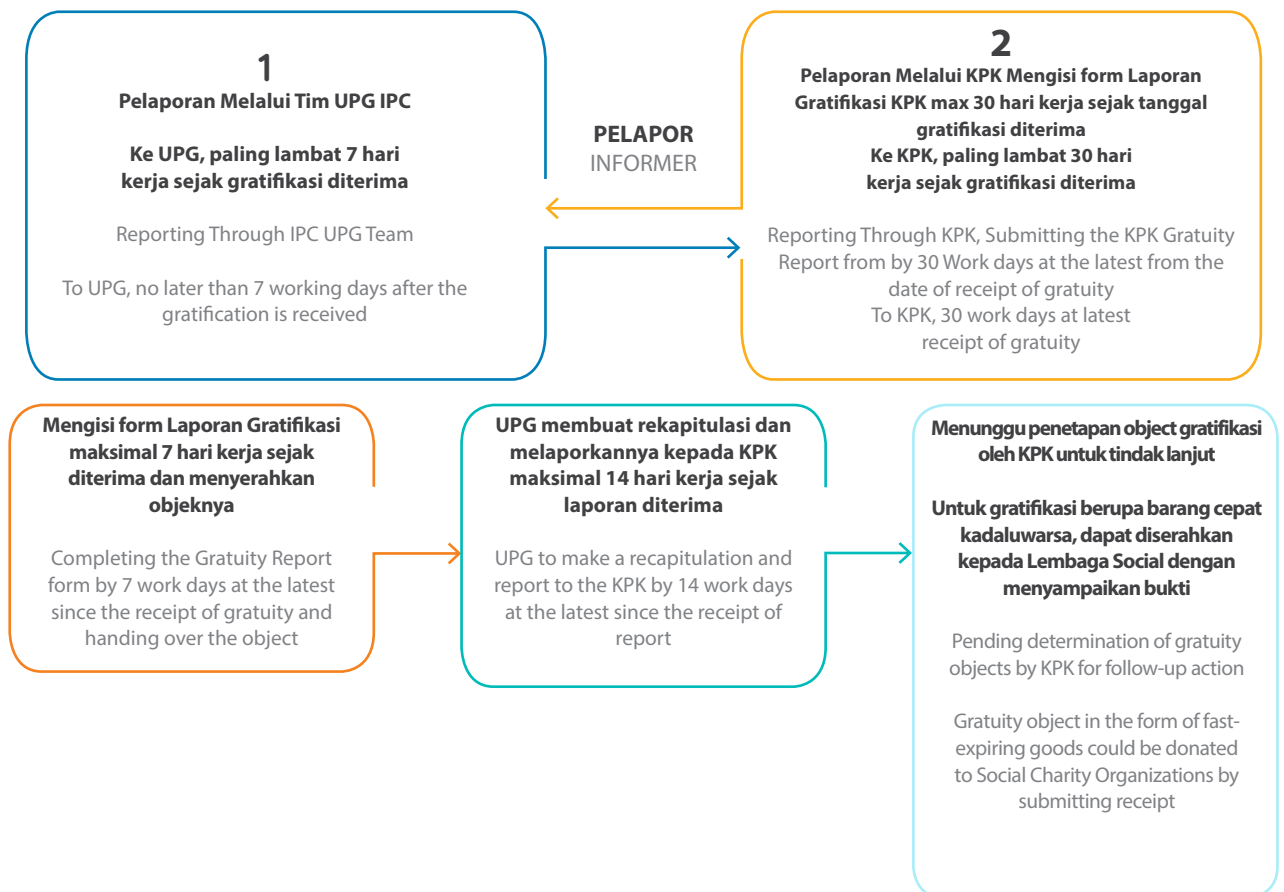 1
Pelaporan Melalui Tim UPG IPC
Ke UPG, paling lambat 7 hari
kerja sejak gratifikasi diterima
Reporting Through IPC UPG Team
To UPG, no later than 7 working days after the
gratification is received
PELAPOR
INFORMER
2
Pelaporan Melalui KPK Mengisi form Laporan
Gratifikasi KPK max 30 hari kerja sejak tanggal
gratifikasi diterima
Ke KPK, paling lambat 30 hari
kerja sejak gratifikasi diterima
Reporting Through KPK, Submitting the KPK Gratuity
Report from by 30 Work days at the latest from the
date of receipt of gratuity
To KPK, 30 work days at latest
receipt of gratuity
Mengisi form Laporan Gratifikasi
maksimal 7 hari kerja sejak
diterima dan menyerahkan
objeknya
Completing the Gratuity Report
form by 7 work days at the latest
since the receipt of gratuity and
handing over the object
UPG membuat rekapitulasi dan
melaporkannya kepada KPK
maksimal 14 hari kerja sejak
laporan diterima
UPG to make a recapitulation and
report to the KPK by 14 work days
at the latest since the receipt of
report
Menunggu penetapan object gratifikasi
oleh KPK untuk tindak lanjut
Untuk gratifikasi berupa barang cepat
kadaluwarsa, dapat diserahkan
kepada Lembaga Social dengan
menyampaikan bukti
Pending determination of gratuity
objects by KPK for follow-up action
Gratuity object in the form of fast-
expiring goods could be donated
to Social Charity Organizations by
submitting receipt